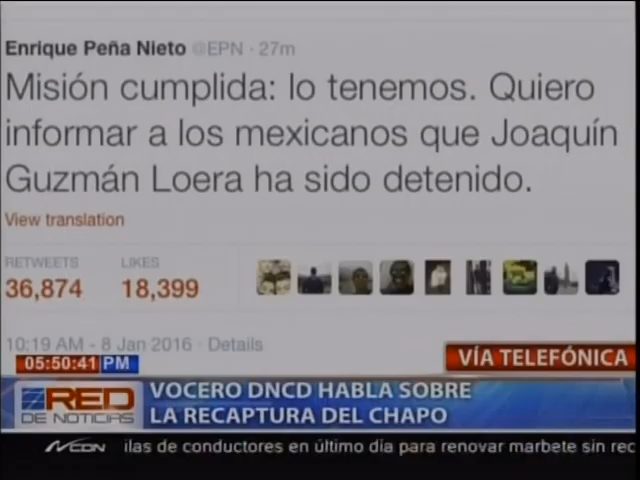 Enrique Peña Nieto @EPN · 27m
Misión cumplida: lo tenemos. Quiero
informar a los mexicanos que Joaquín
Guzmán Loera ha sido detenido.
View translation
RETWEETS LIKES
36,874 18,399
10:19 AM - 8 Jan 2016 · Details
05:50:41 PM
VÍA TELEFÓNICA
RED
DE NOTICIAS
VOCERO DNCD HABLA SOBRE
LA RECAPTURA DEL CHAPO
CDN ilas de conductores en último día para renovar marbete sin rec